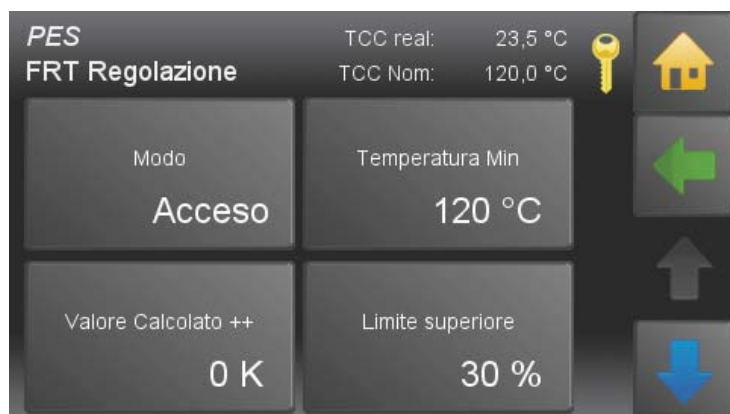 PES
TCC real: 23,5 °C
FRT Regolazione
TCC Nom: 120,0 °C
Modo
Acceso
Temperatura Min
120 °C
Valore Calcolato ++
0 K
Limite superiore
30 %